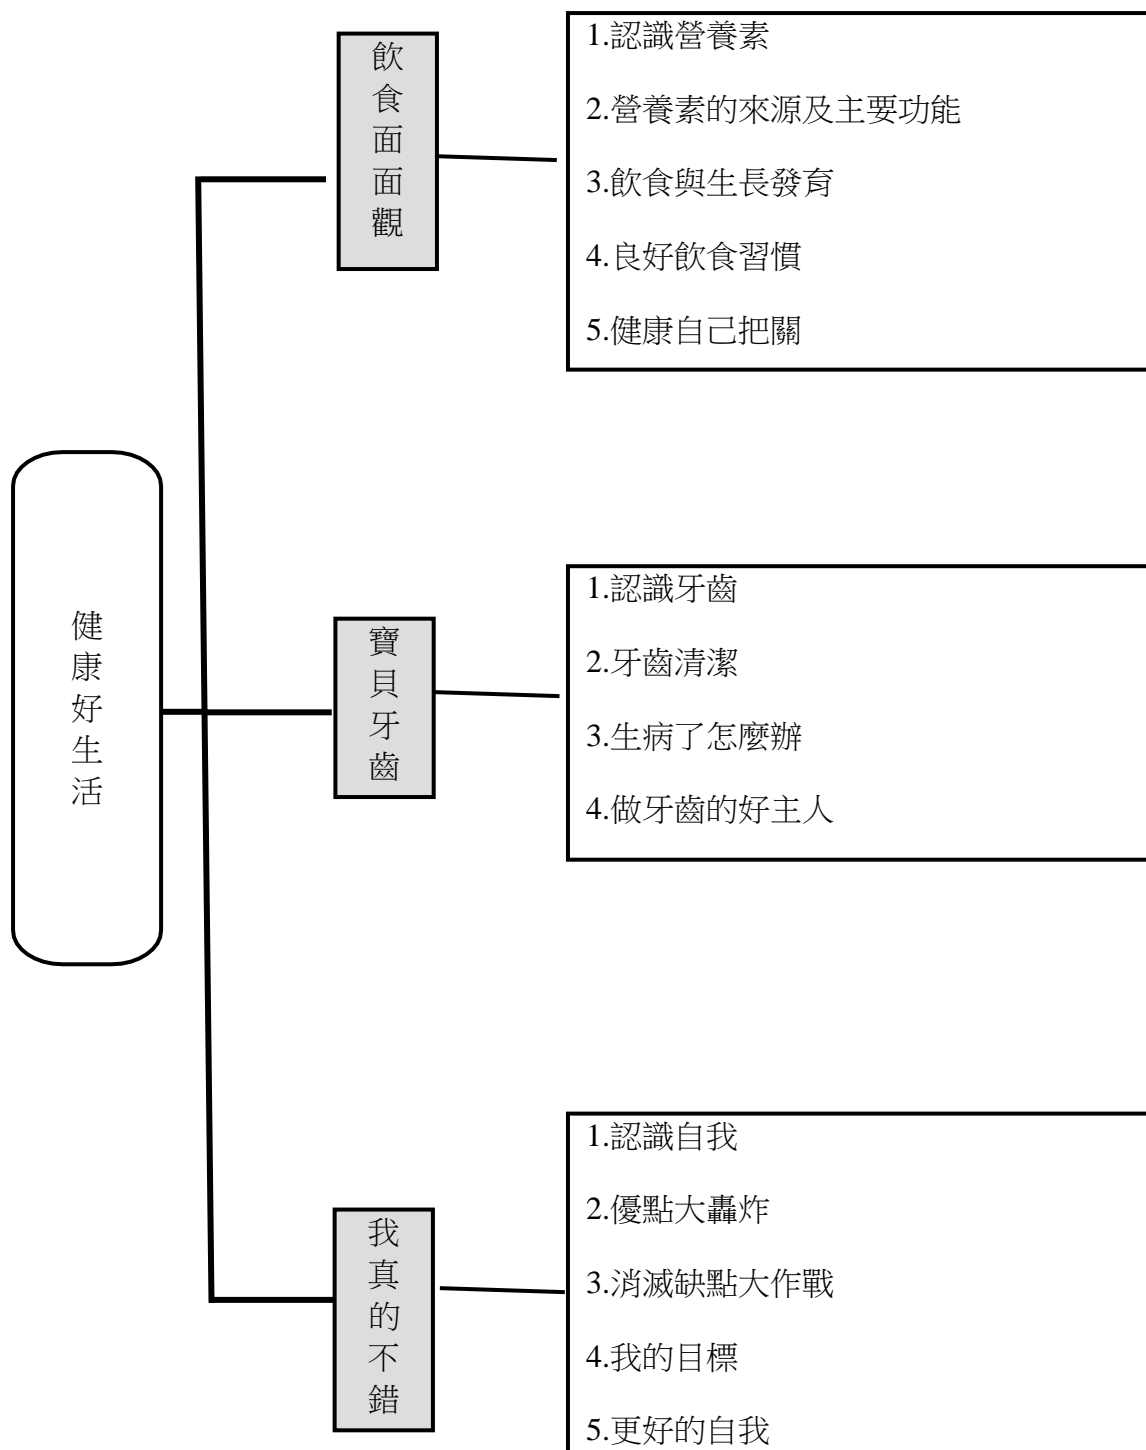 健康好生活
飲食面面觀
1.認識營養素
2.營養素的來源及主要功能
3.飲食與生長發育
4.良好飲食習慣
5.健康自己把關
寶貝牙齒
1.認識牙齒
2.牙齒清潔
3.生病了怎麼辦
4.做牙齒的好主人
我真的不錯
1.認識自我
2.優點大轟炸
3.消滅缺點大作戰
4.我的目標
5.更好的自我